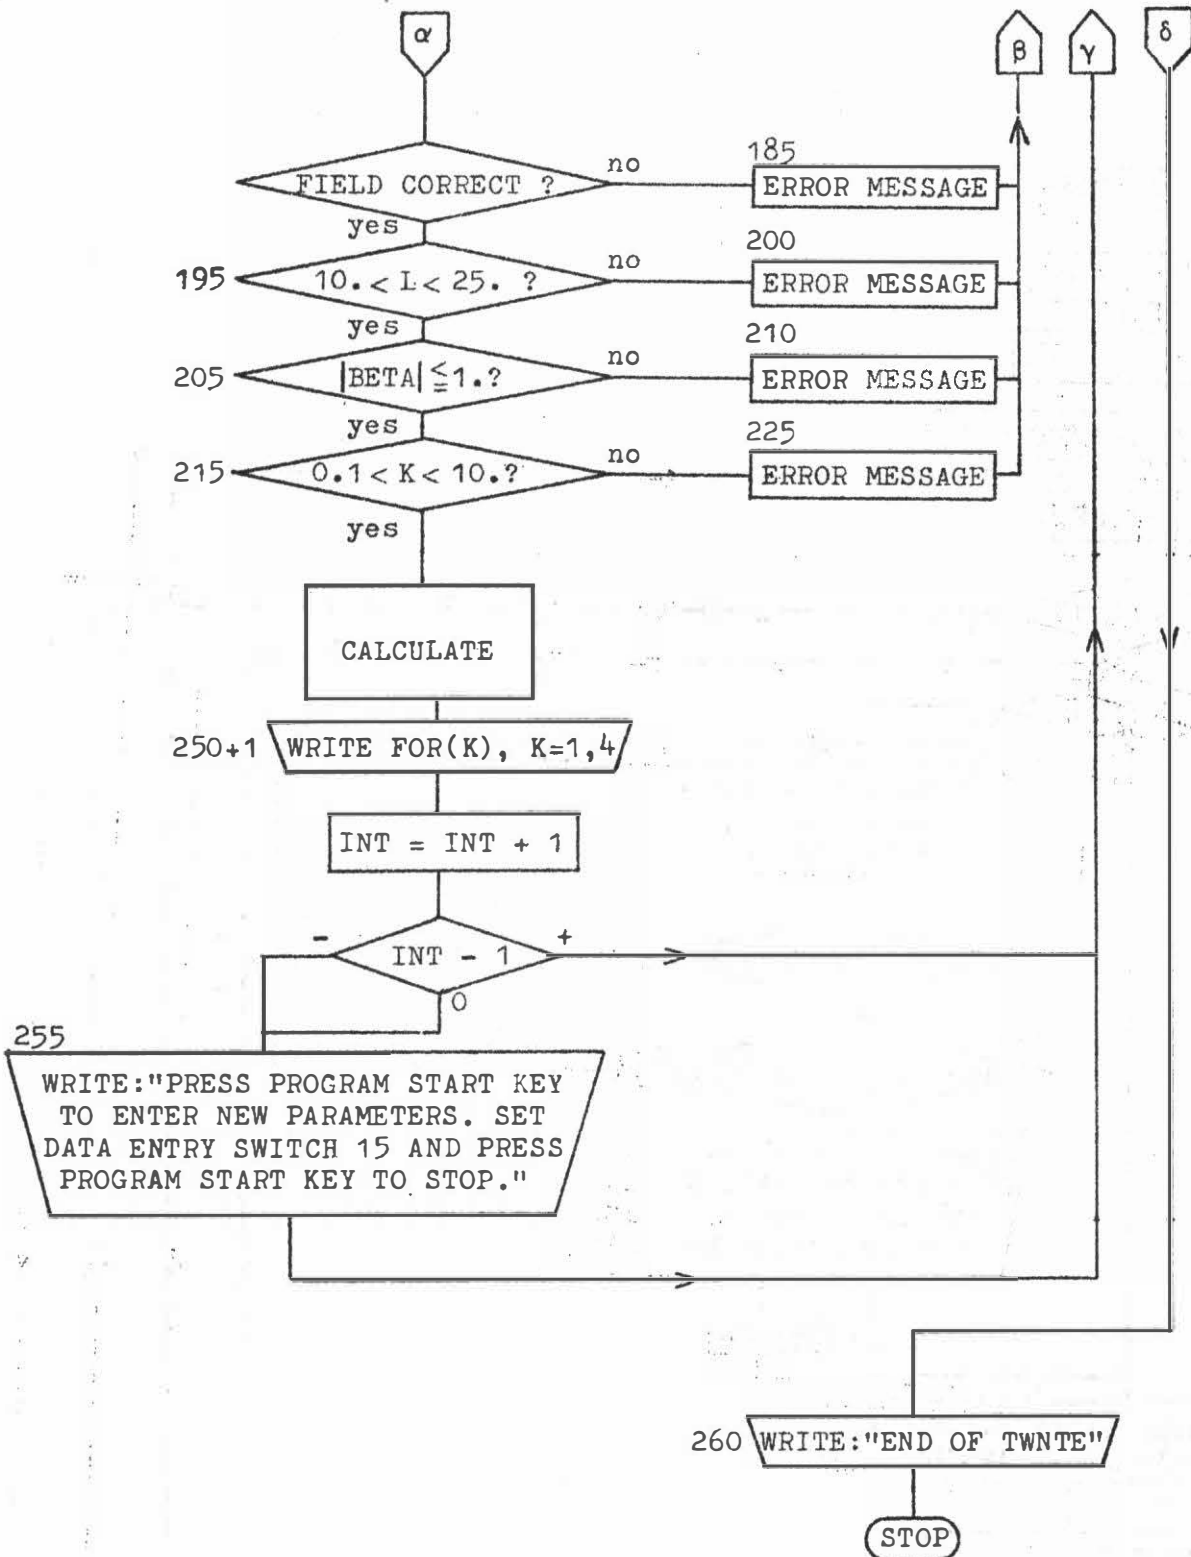 α
β
γ
δ
FIELD CORRECT ?
no
185
ERROR MESSAGE
yes
195
10. < L < 25. ?
no
200
ERROR MESSAGE
yes
205
|BETA| ≦ 1.?
no
210
ERROR MESSAGE
yes
215
0.1 < K < 10.?
no
225
ERROR MESSAGE
yes
CALCULATE
250+1
WRITE FOR(K), K=1,4
INT = INT + 1
-
INT - 1
+
0
255
WRITE:"PRESS PROGRAM START KEY
TO ENTER NEW PARAMETERS. SET
DATA ENTRY SWITCH 15 AND PRESS
PROGRAM START KEY TO STOP."
260
WRITE:"END OF TWNTE"
STOP